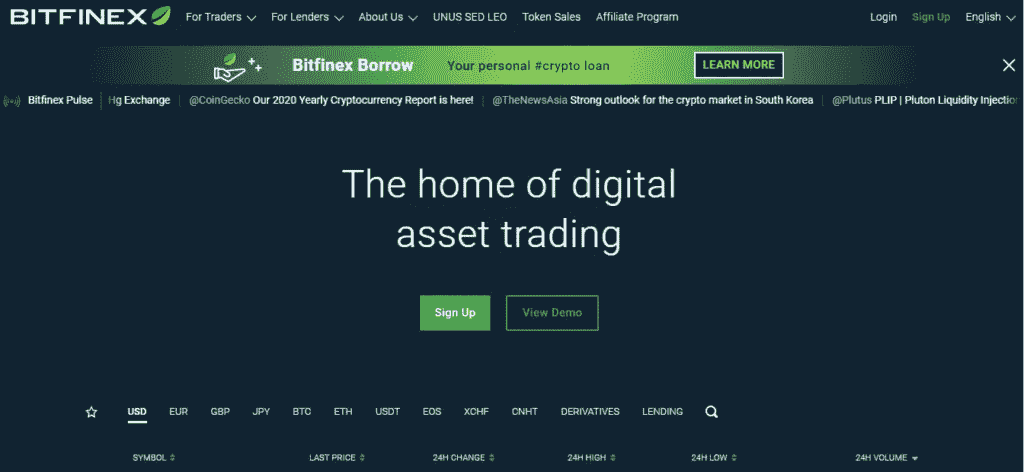 BITFINEX For Traders For Lenders About Us UNUS SED LEO Token Sales Affiliate Program Login Sign Up English
Bitfinex Borrow Your personal #crypto loan LEARN MORE
Bitfinex Pulse Hg Exchange @CoinGecko Our 2020 Yearly Cryptocurrency Report is here! @TheNewsAsia Strong outlook for the crypto market in South Korea @Plutus PLIP | Pluton Liquidity Injection
The home of digital
asset trading
Sign Up View Demo
USD EUR GBP JPY BTC ETH USDT EOS XCHF CNHT DERIVATIVES LENDING
SYMBOL LAST PRICE 24H CHANGE 24H HIGH 24H LOW 24H VOLUME